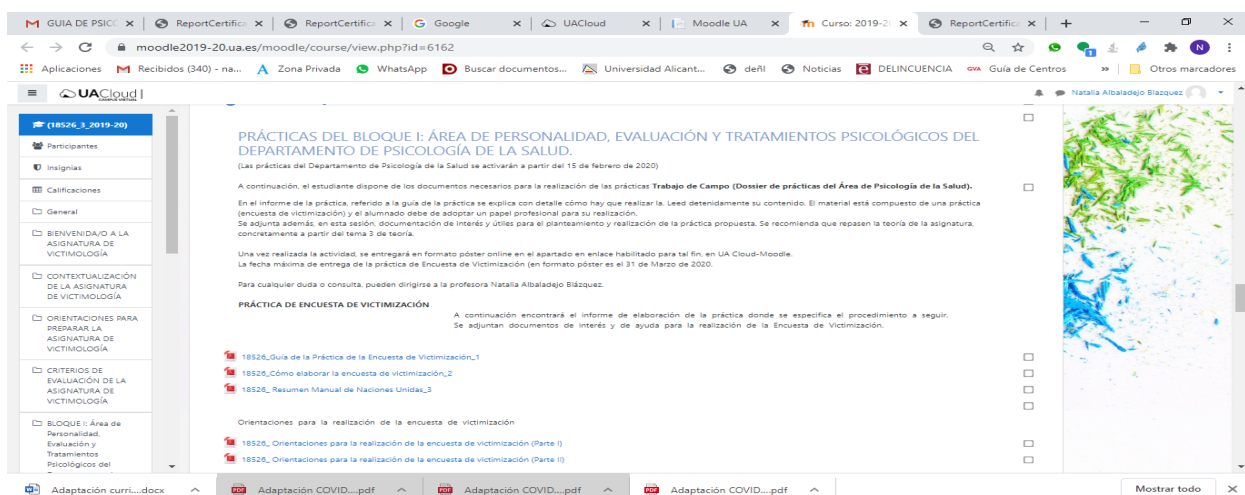 GUIA DE PSICC
ReportCertific
ReportCertific
Google
UACloud
Moodle UA
Curso: 2019-2
ReportCertific
moodle2019-20.ua.es/moodle/course/view.php?id=6162
N
Aplicaciones
Recibidos (340) - na...
Zona Privada
WhatsApp
Buscar documentos...
Universidad Alicant...
deñl
Noticias
DELINCUENCIA
Guía de Centros
»
Otros marcadores
UACloud
CAMPUS VIRTUAL
Natalia Albaladejo Blazquez
(18526_3_2019-20)
Participantes
Insignias
Calificaciones
General
BIENVENIDA/O A LA
ASIGNATURA DE
VICTIMOLOGÍA
CONTEXTUALIZACIÓN
DE LA ASIGNATURA
DE VICTIMOLOGÍA
ORIENTACIONES PARA
PREPARAR LA
ASIGNATURA DE
VICTIMOLOGÍA
CRITERIOS DE
EVALUACIÓN DE LA
ASIGNATURA DE
VICTIMOLOGÍA
BLOQUE I: Área de
Personalidad,
Evaluación y
Tratamientos
Psicológicos del
PRÁCTICAS DEL BLOQUE I: ÁREA DE PERSONALIDAD, EVALUACIÓN Y TRATAMIENTOS PSICOLÓGICOS DEL
DEPARTAMENTO DE PSICOLOGÍA DE LA SALUD.
(Las prácticas del Departamento de Psicología de la Salud se activarán a partir del 15 de febrero de 2020)
A continuación, el estudiante dispone de los documentos necesarios para la realización de las prácticas Trabajo de Campo (Dossier de prácticas del Área de Psicología de la Salud).
En el informe de la práctica, referido a la guía de la práctica se explica con detalle cómo hay que realizar la. Leed detenidamente su contenido. El material está compuesto de una práctica
(encuesta de victimización) y el alumnado debe de adoptar un papel profesional para su realización.
Se adjunta además, en esta sesión, documentación de interés y útiles para el planteamiento y realización de la práctica propuesta. Se recomienda que repasen la teoría de la asignatura,
concretamente a partir del tema 3 de teoría.
Una vez realizada la actividad, se entregará en formato póster online en el apartado en enlace habilitado para tal fin, en UA Cloud-Moodle.
La fecha máxima de entrega de la práctica de Encuesta de Victimización (en formato póster es el 31 de Marzo de 2020.
Para cualquier duda o consulta, pueden dirigirse a la profesora Natalia Albaladejo Blázquez.
PRÁCTICA DE ENCUESTA DE VICTIMIZACIÓN
A continuación encontrará el informe de elaboración de la práctica donde se especifica el procedimiento a seguir.
Se adjuntan documentos de interés y de ayuda para la realización de la Encuesta de Victimización.
18526_Guía de la Práctica de la Encuesta de Victimización_1
18526_Cómo elaborar la encuesta de victimización_2
18526_ Resumen Manual de Naciones Unidas_3
Orientaciones para la realización de la encuesta de victimización
18526_ Orientaciones para la realización de la encuesta de victimización (Parte I)
18526_ Orientaciones para la realización de la encuesta de victimización (Parte II)
Adaptación curri....docx
Adaptación COVID....pdf
Adaptación COVID....pdf
Adaptación COVID....pdf
Mostrar todo